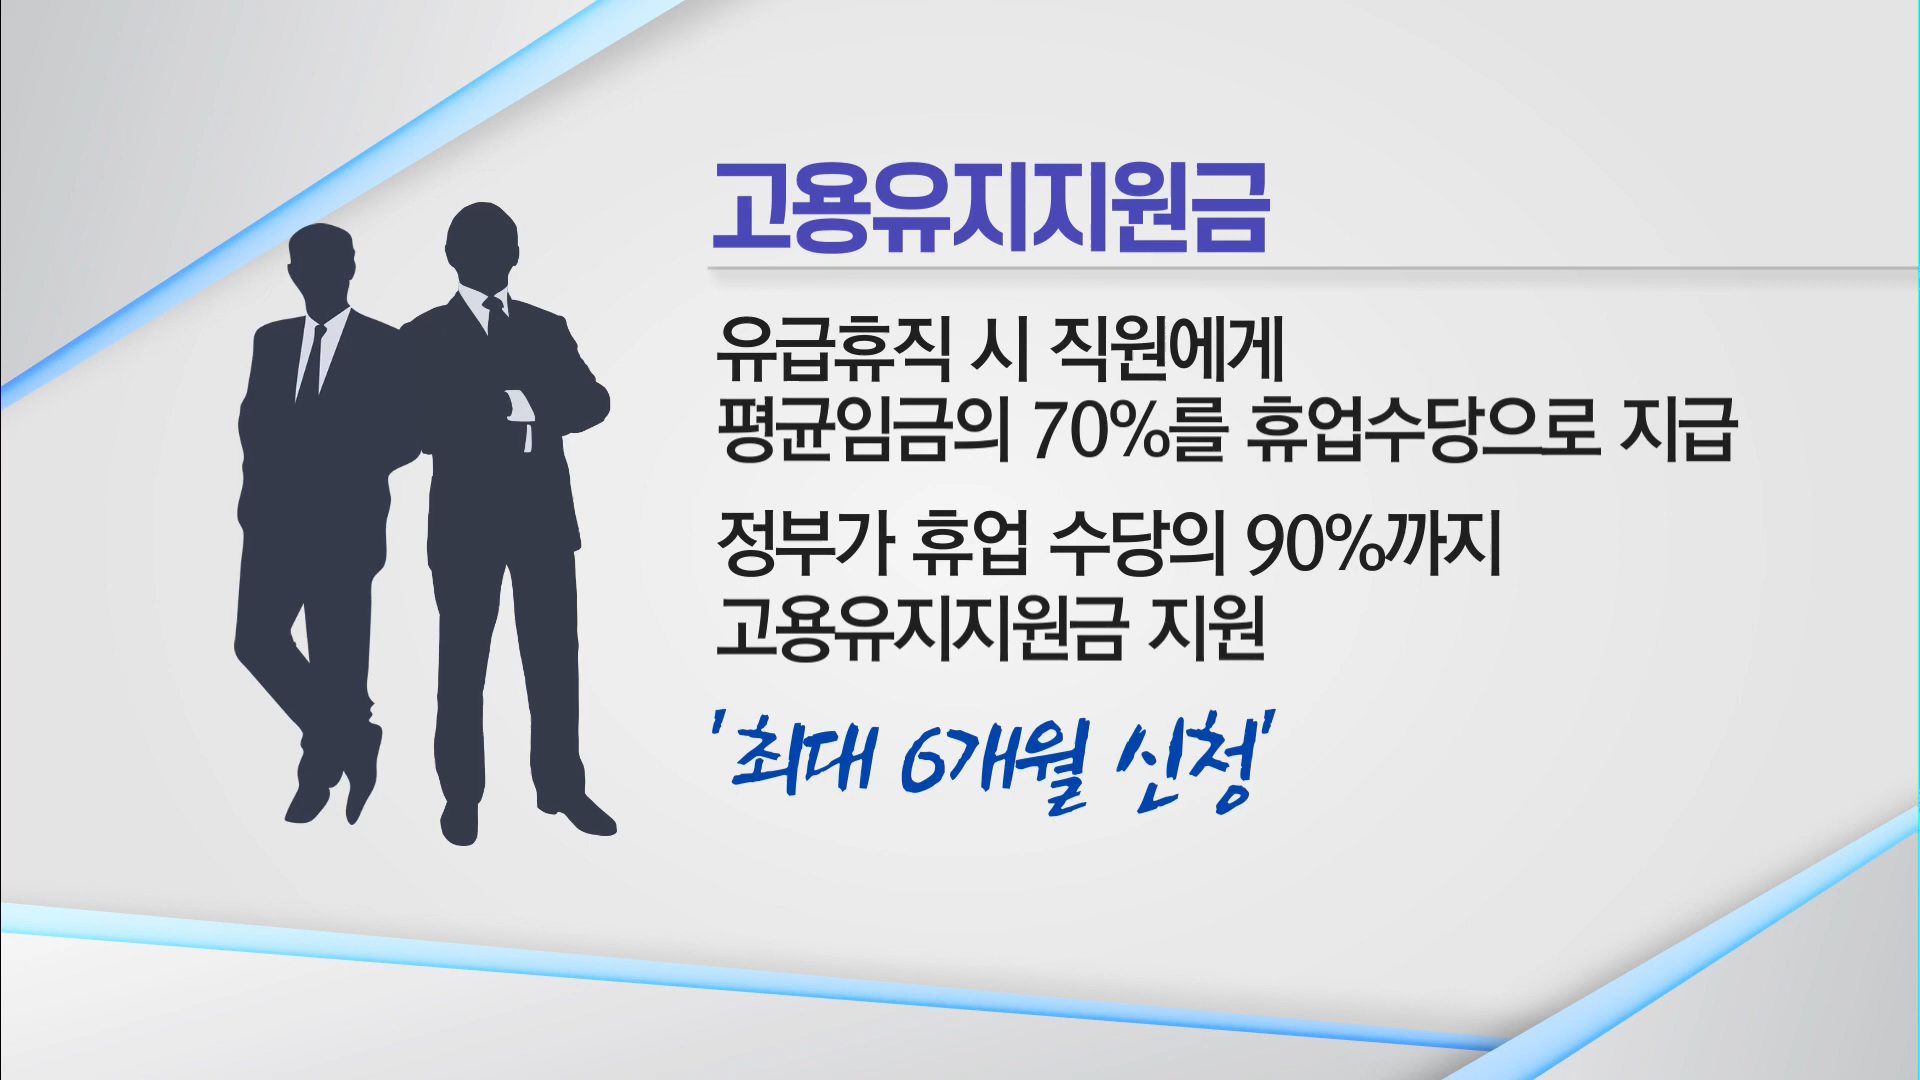 고용유지지원금
유급휴직 시 직원에게
평균임금의 70%를 휴업수당으로 지급
정부가 휴업 수당의 90%까지
고용유지지원금 지원
'최대 6개월 신청'